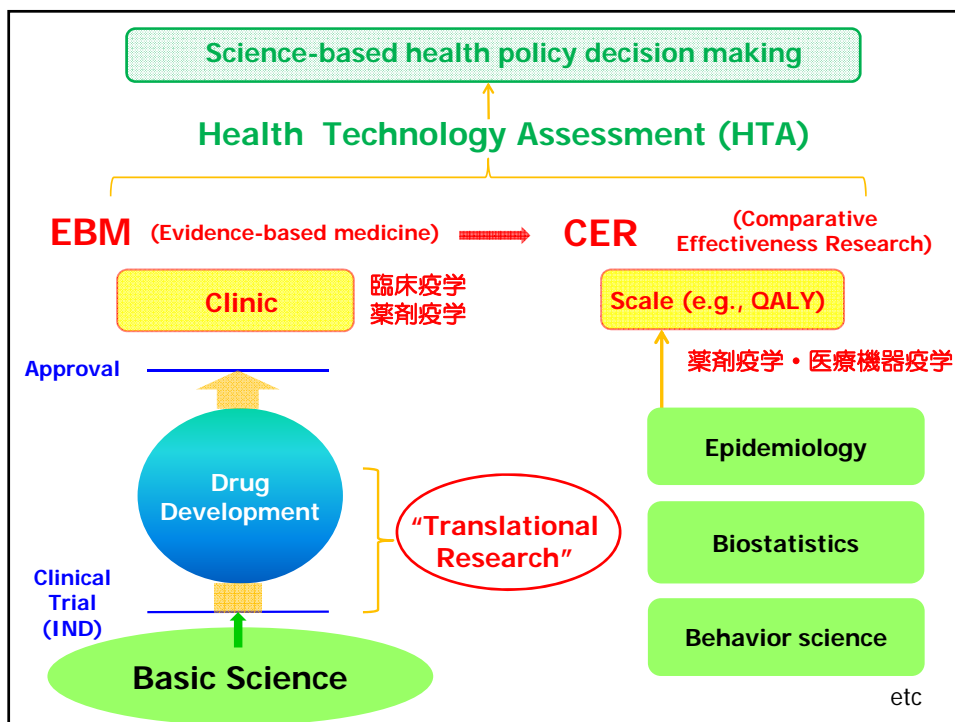 Science-based health policy decision making
Health Technology Assessment (HTA)
EBM (Evidence-based medicine)
CER
(Comparative
Effectiveness Research)
Clinic
臨床疫学
薬剤疫学
Scale (e.g., QALY)
薬剤疫学・医療機器疫学
Approval
Drug
Development
"Translational
Research"
Clinical
Trial
(IND)
Basic Science
Epidemiology
Biostatistics
Behavior science
etc